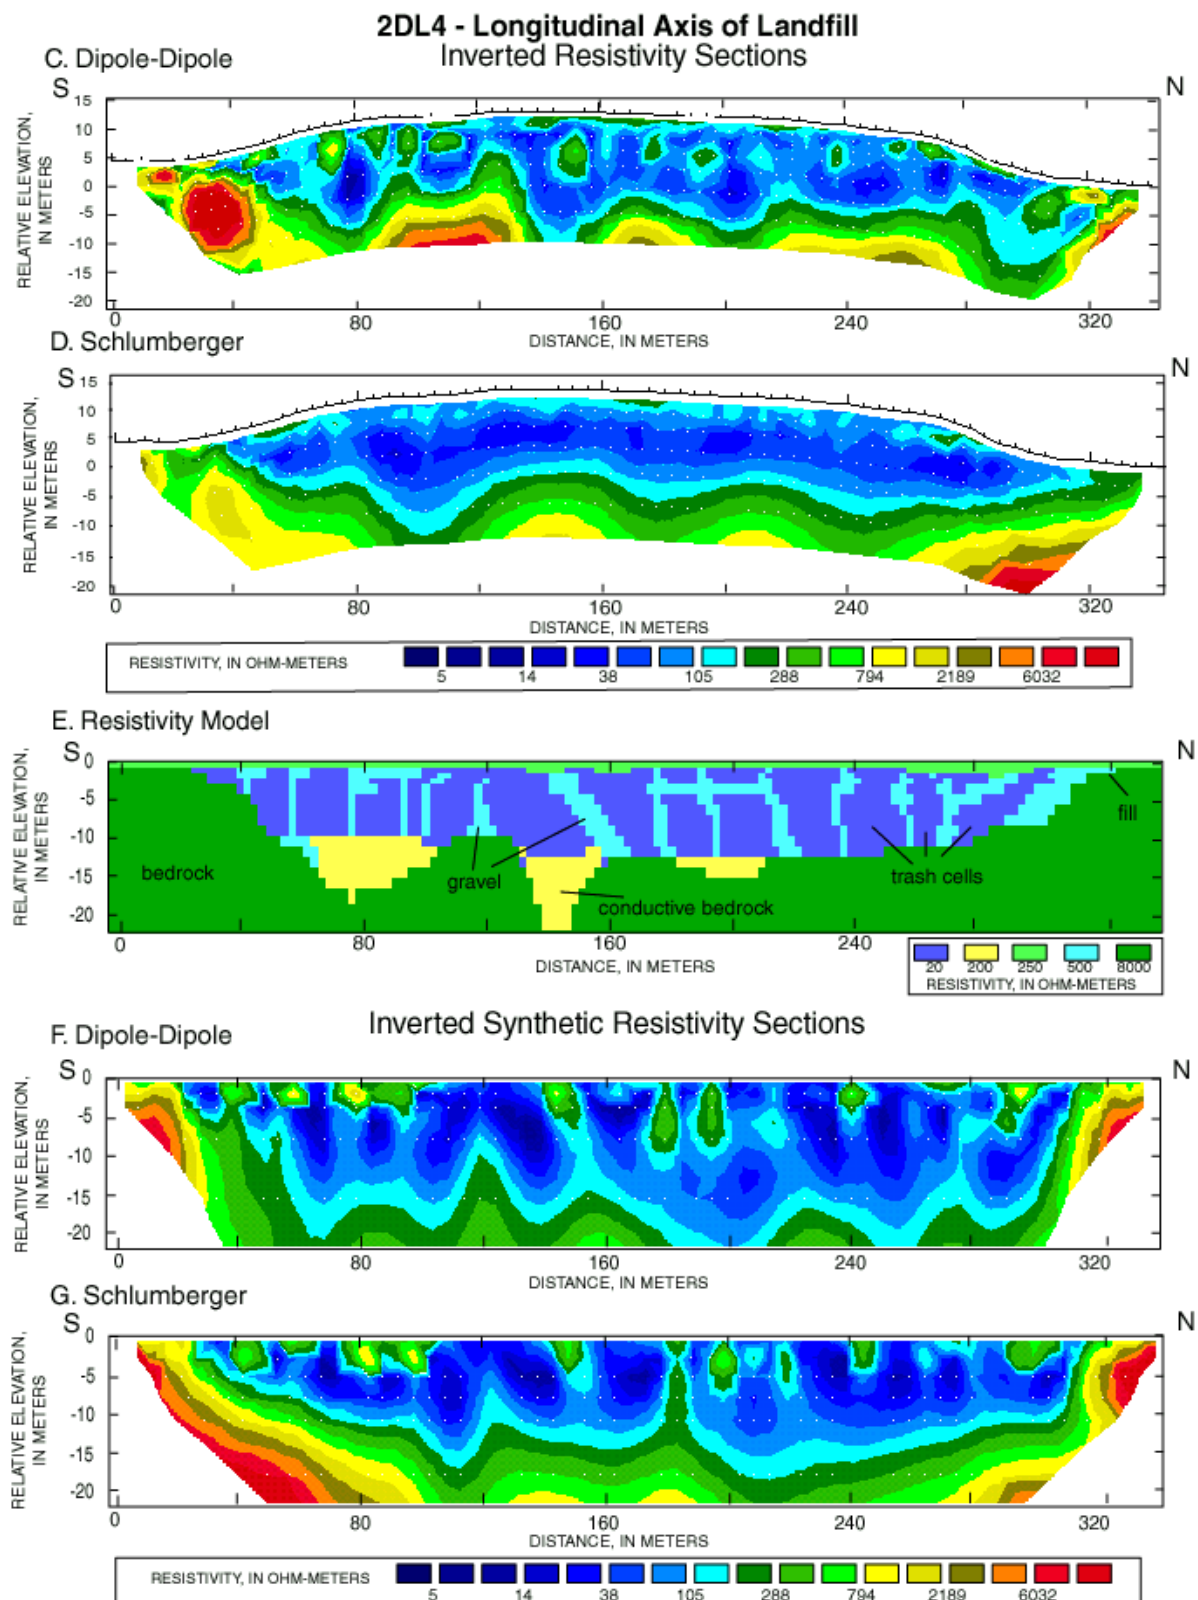 2DL4 - Longitudinal Axis of Landfill
Inverted Resistivity Sections
C. Dipole-Dipole
S
N
RELATIVE ELEVATION,
IN METERS
15
10
5
0
-5
-10
-15
-20
0 80 160 240 320
DISTANCE, IN METERS
D. Schlumberger
S
N
RELATIVE ELEVATION,
IN METERS
15
10
5
0
-5
-10
-15
-20
0 80 160 240 320
DISTANCE, IN METERS
RESISTIVITY, IN OHM-METERS
5 14 38 105 288 794 2189 6032
E. Resistivity Model
S
N
RELATIVE ELEVATION,
IN METERS
0
-5
-10
-15
-20
fill
bedrock
gravel
trash cells
conductive bedrock
0 80 160 240
DISTANCE, IN METERS
20 200 250 500 8000
RESISTIVITY, IN OHM-METERS
Inverted Synthetic Resistivity Sections
F. Dipole-Dipole
S
N
RELATIVE ELEVATION,
IN METERS
0
-5
-10
-15
-20
0 80 160 240 320
DISTANCE, IN METERS
G. Schlumberger
S
N
RELATIVE ELEVATION,
IN METERS
0
-5
-10
-15
-20
0 80 160 240 320
DISTANCE, IN METERS
RESISTIVITY, IN OHM-METERS
5 14 38 105 288 794 2189 6032